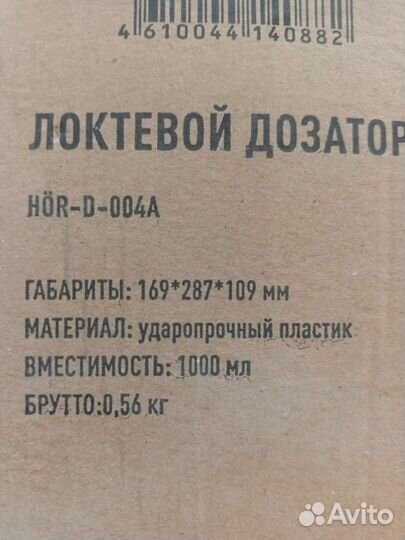 4610044140882
ЛОКТЕВОЙ ДОЗАТОР
HÖR-D-004A
ГАБАРИТЫ: 169*287*109 мм
МАТЕРИАЛ: ударопрочный пластик
ВМЕСТИМОСТЬ: 1000 мл
БРУТТО:0,56 кг
Avito